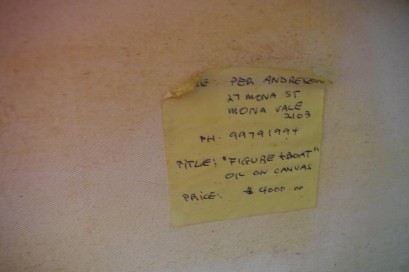 E: PER ANDRESEN
27 MONA ST
MONA VALE
2103
PH. 99791994
TITLE: "FIGURE & BOAT"
OIL ON CANVAS
PRICE: $ 4000.00